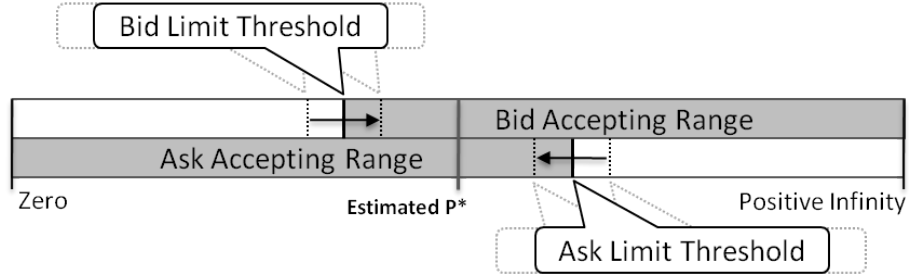 Bid Limit Threshold
Bid Accepting Range
Ask Accepting Range
Zero
Estimated P*
Positive Infinity
Ask Limit Threshold